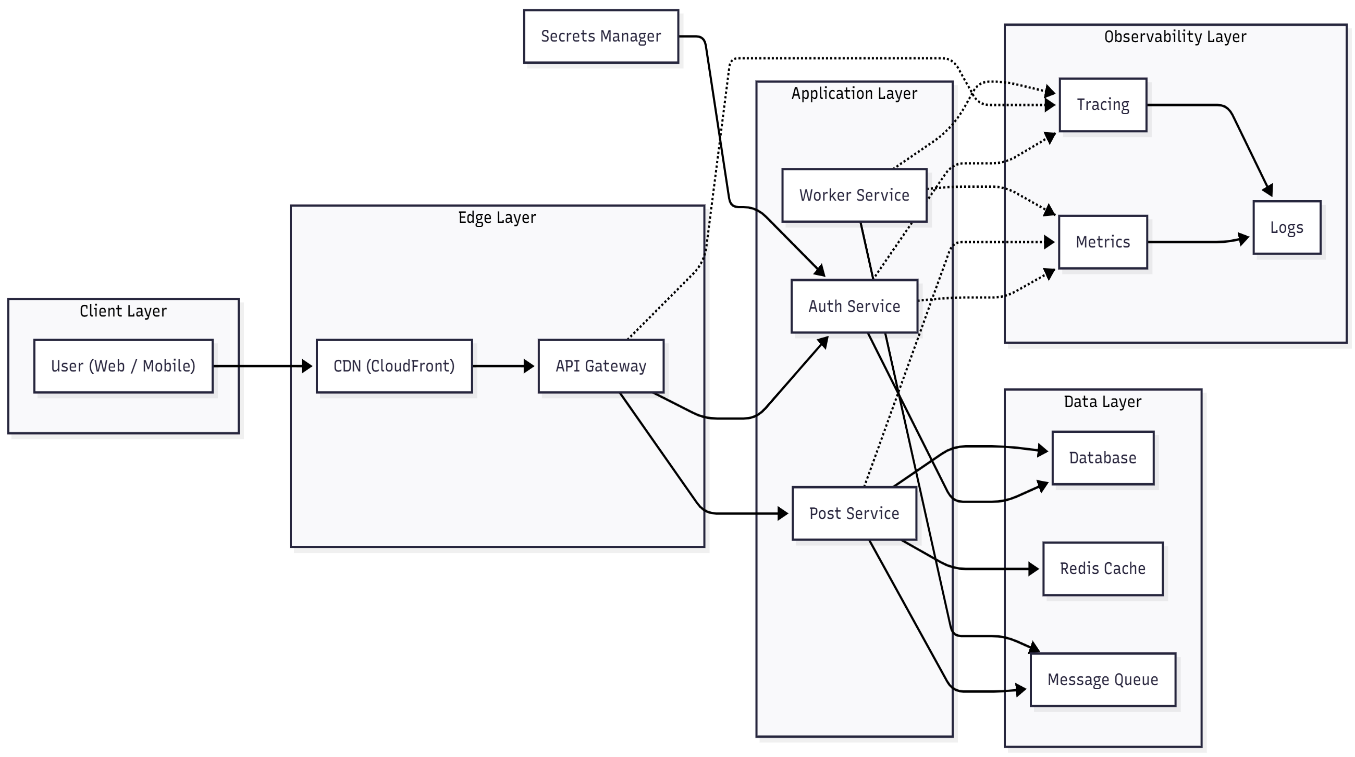 Secrets Manager
Observability Layer
Tracing
Logs
Metrics
Application Layer
Worker Service
Auth Service
Post Service
Edge Layer
CDN (CloudFront)
API Gateway
Client Layer
User (Web / Mobile)
Data Layer
Database
Redis Cache
Message Queue